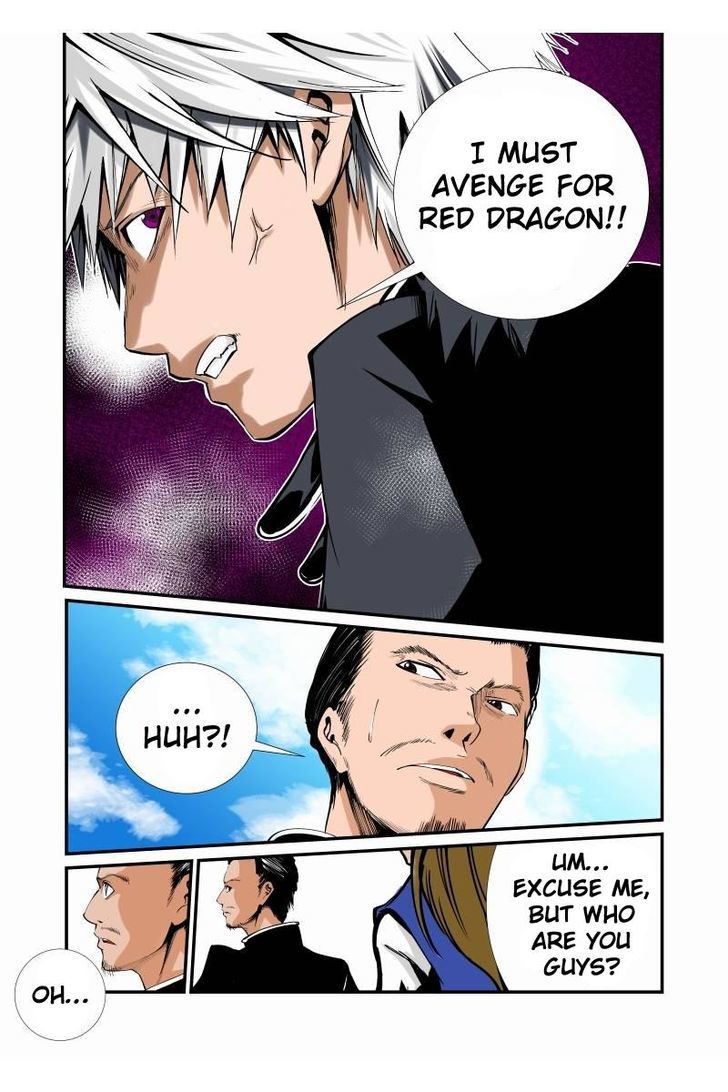 I MUST
AVENGE FOR
RED DRAGON!!
...
HUH?!
UM...
EXCUSE ME,
BUT WHO
ARE YOU
GUYS?
OH...